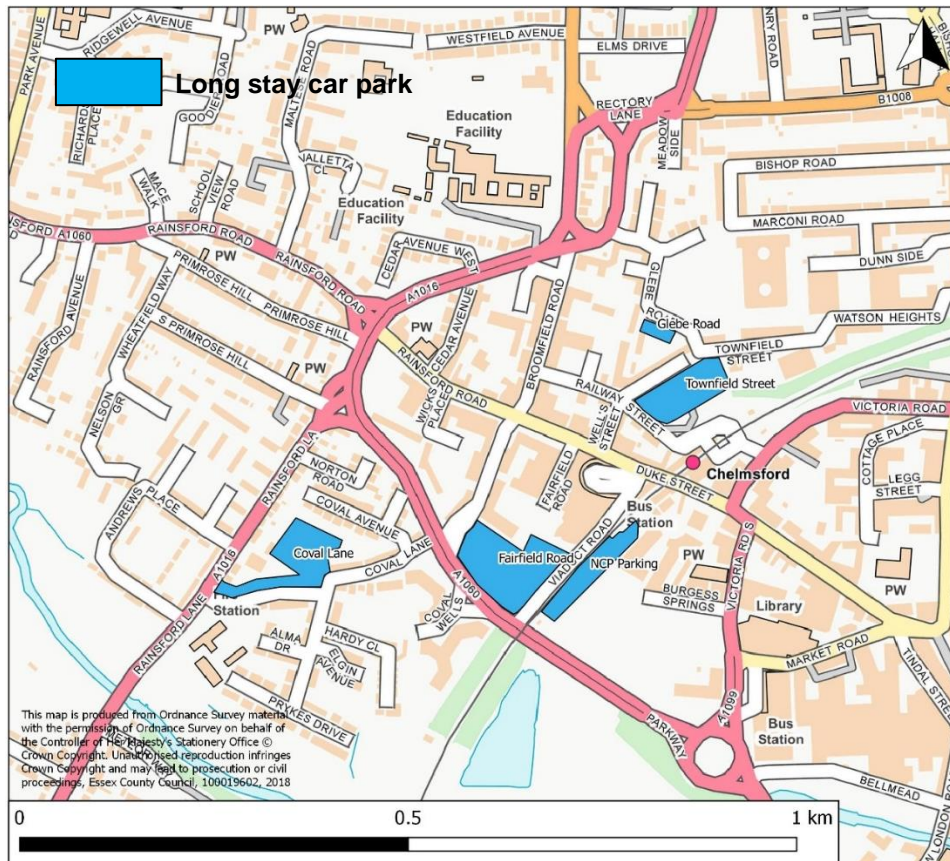 WESTFIELD AVENUE
RIDGEWELL AVENUE
PW
PARK AVENUE
ELMS DRIVE
Long stay car park
MALTESE ROAD
RECTORY
LANE
B1008
Education
Facility
MEADOW
SIDE
RICHARDS
PLACE
VALLETTA
CL
BISHOP ROAD
MACE
WALK
SCHOOL
VIEW
ROAD
Education
Facility
MARCONI ROAD
A1060
RAINSFORD ROAD
CEDAR
AVENUE WEST
DUNN SIDE
PW
RAINSFORD ROAD
A1016
GLEBE
PRIMROSE HILL
PRIMROSE HILL
WHEATFIELD WAY
S PRIMROSE HILL
RAINSFORD AVENUE
PW
CEDAR AVENUE
BROOMFIELD ROAD
Glebe Road
WATSON HEIGHTS
TOWNFIELD
STREET
PW
RAINSFORD ROAD
Townfield Street
RAILWAY STREET
WICKS
PLACE
WELL'S
STREET
VICTORIA ROAD
NELSON
GR
COTTAGE PLACE
Chelmsford
DUKE STREET
LEGG
STREET
RAINSFORD LA
NORTON
ROAD
FAIRFIELD
ROAD
ANDREWS
PLACE
COVAL AVENUE
Bus
Station
Coval Lane
COVAL LANE
Fairfield Road
VIADUCT ROAD
NCP Parking
PW
VICTORIA RD S
PW
A1016
A1060
BURGESS
SPRINGS
Station
COVAL
WELLS
Library
RAINSFORD LANE
ALMA
DR
HARDY CL
ELGIN
AVENUE
MARKET ROAD
PRYKES DRIVE
PARKWAY
A1099
Bus
Station
BELLMEAD
This map is produced from Ordnance Survey material
with the permission of Ordnance Survey on behalf of
the Controller of Her Majesty's Stationery Office ©
Crown Copyright. Unauthorised reproduction infringes
Crown Copyright and may lead to prosecution or civil
proceedings, Essex County Council, 100019602, 2018
0 0.5 1 km